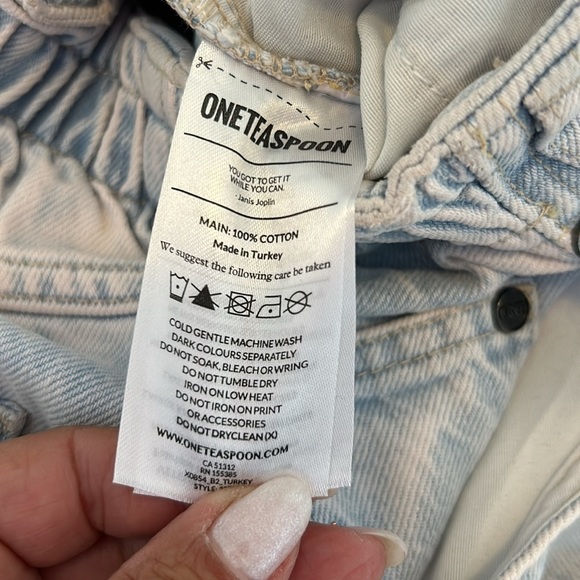 ONETEASPOON
YOU GOT TO GET IT
WHILE YOU CAN.
- Janis Joplin
MAIN: 100% COTTON
Made in Turkey
We suggest the following care be taken
COLD GENTLE MACHINE WASH
DARK COLOURS SEPARATELY
DO NOT SOAK, BLEACH OR WRING
DO NOT TUMBLE DRY
IRON ON LOW HEAT
DO NOT IRON ON PRINT
OR ACCESSORIES
DO NOT DRYCLEAN (X)
WWW.ONETEASPOON.COM
CA 51312
RN 155385
X0854_B2_TURKEY
STYLE: